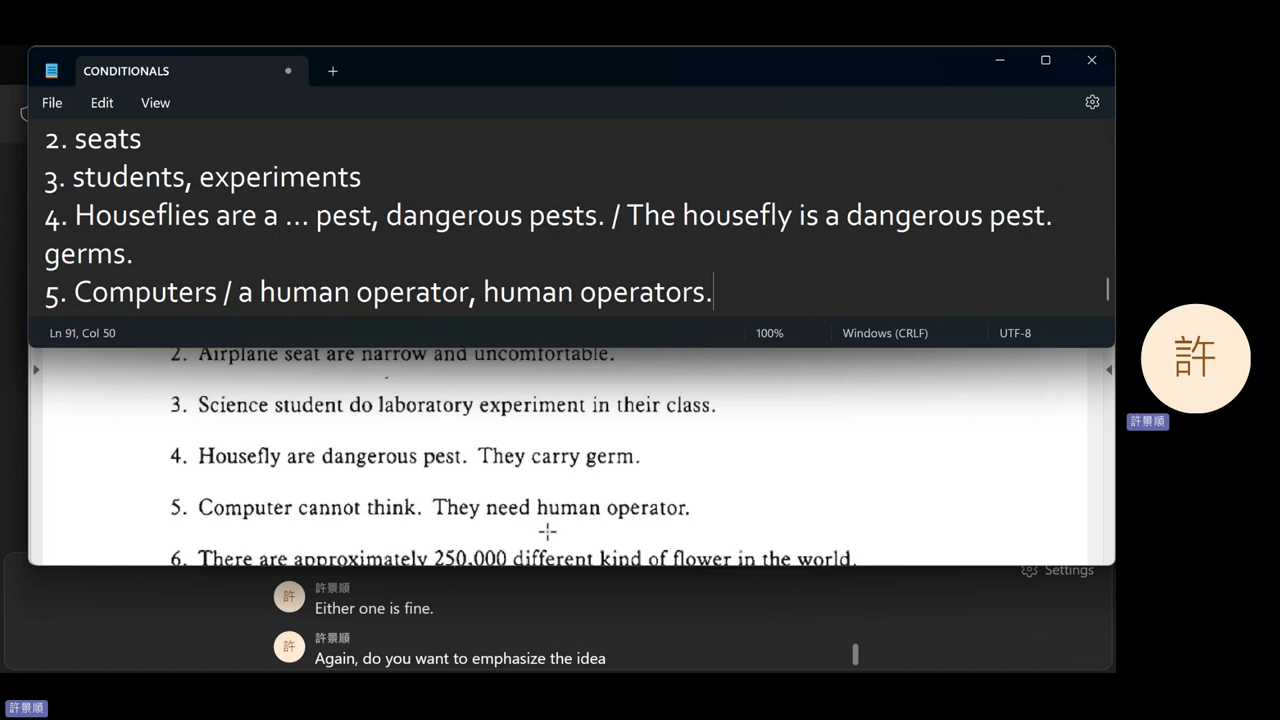 CONDITIONALS
File Edit View
2. seats
3. students, experiments
4. Houseflies are a ... pest, dangerous pests. / The housefly is a dangerous pest.
germs.
5. Computers / a human operator, human operators.
Ln 91, Col 50 100% Windows (CRLF) UTF-8
2. Airplane seat are narrow and uncomfortable.
3. Science student do laboratory experiment in their class.
4. Housefly are dangerous pest. They carry germ.
5. Computer cannot think. They need human operator.
6. There are approximately 250,000 different kind of flower in the world.
Settings
許 許景順
Either one is fine.
許 許景順
Again, do you want to emphasize the idea
許
許景順
許景順